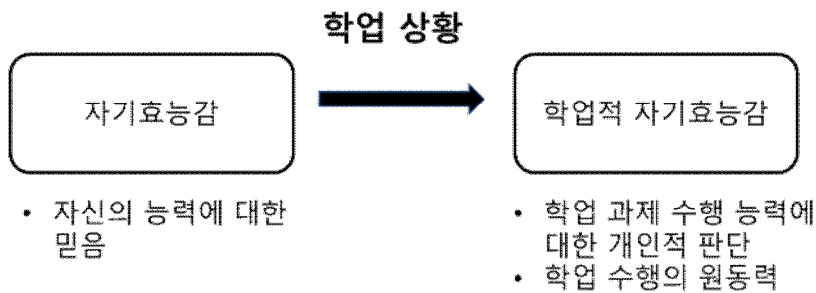 학업 상황
자기효능감
학업적 자기효능감
• 자신의 능력에 대한
믿음
• 학업 과제 수행 능력에
대한 개인적 판단
• 학업 수행의 원동력